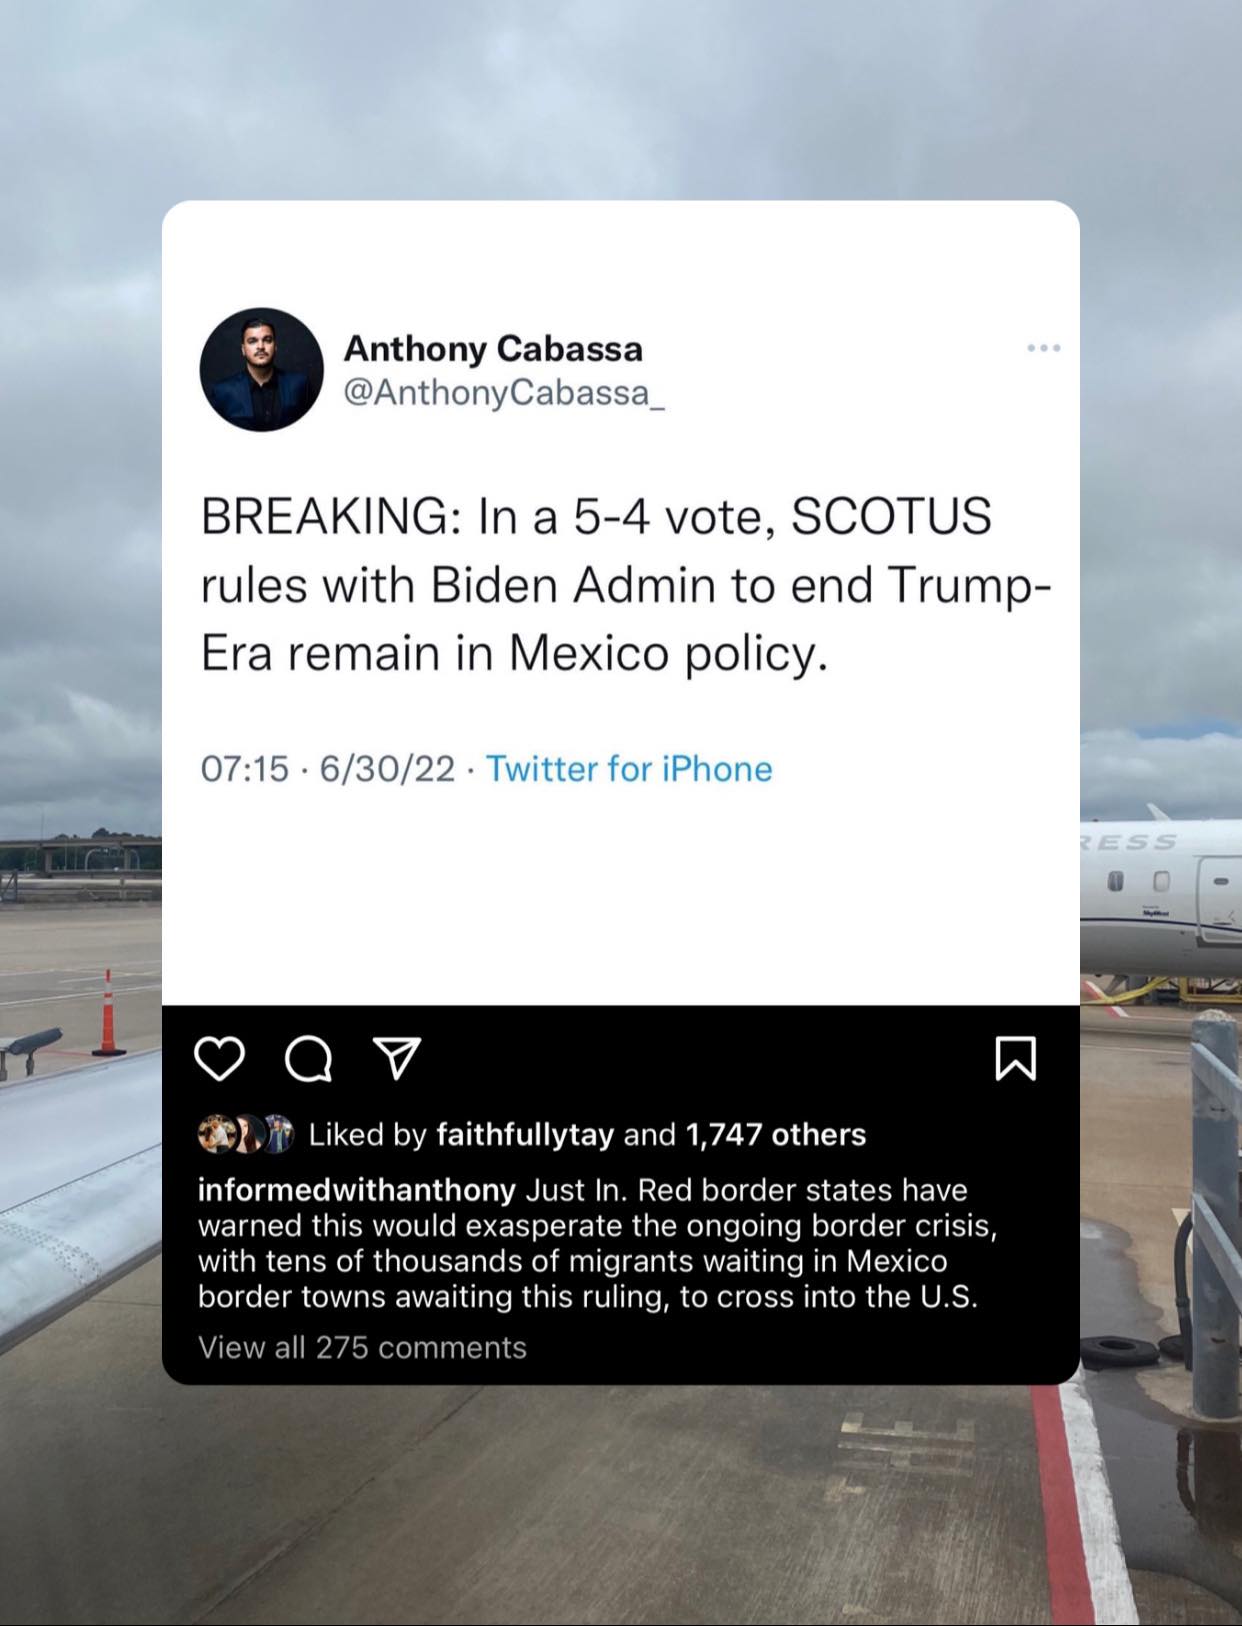 Anthony Cabassa
@AnthonyCabassa_
BREAKING: In a 5-4 vote, SCOTUS
rules with Biden Admin to end Trump-
Era remain in Mexico policy.
07:15 · 6/30/22 · Twitter for iPhone
RESS
SkyWest
Liked by faithfullytay and 1,747 others
informedwithanthony Just In. Red border states have
warned this would exasperate the ongoing border crisis,
with tens of thousands of migrants waiting in Mexico
border towns awaiting this ruling, to cross into the U.S.
View all 275 comments